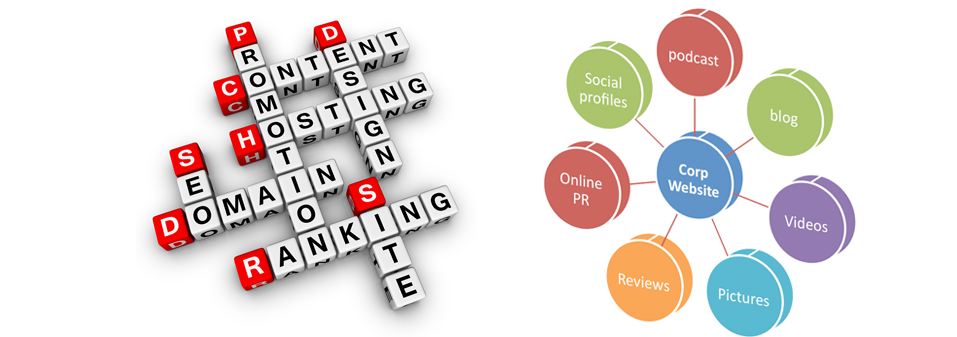 PROMOTION
DESIGN
CONTENT
HOSTING
SEO
DOMAIN
SITE
RANKING
podcast
Social
profiles
blog
Corp
Website
Online
PR
Videos
Reviews
Pictures